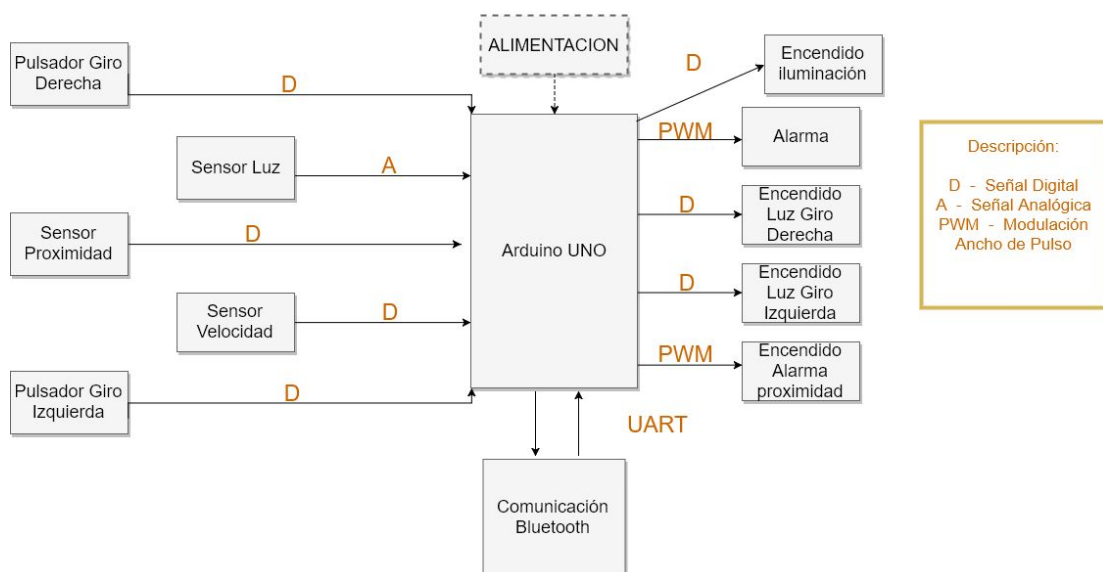 Pulsador Giro
Derecha
D
Sensor Luz
A
Sensor
Proximidad
D
Sensor
Velocidad
D
Pulsador Giro
Izquierda
D
ALIMENTACION
Arduino UNO
UART
Comunicación
Bluetooth
D
Encendido
iluminación
PWM
Alarma
D
Encendido
Luz Giro
Derecha
D
Encendido
Luz Giro
Izquierda
PWM
Encendido
Alarma
proximidad
Descripción:
D - Señal Digital
A - Señal Analógica
PWM - Modulación
Ancho de Pulso